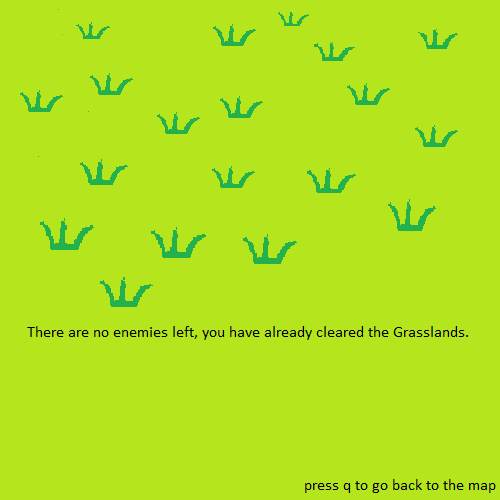 There are no enemies left, you have already cleared the Grasslands.
press q to go back to the map